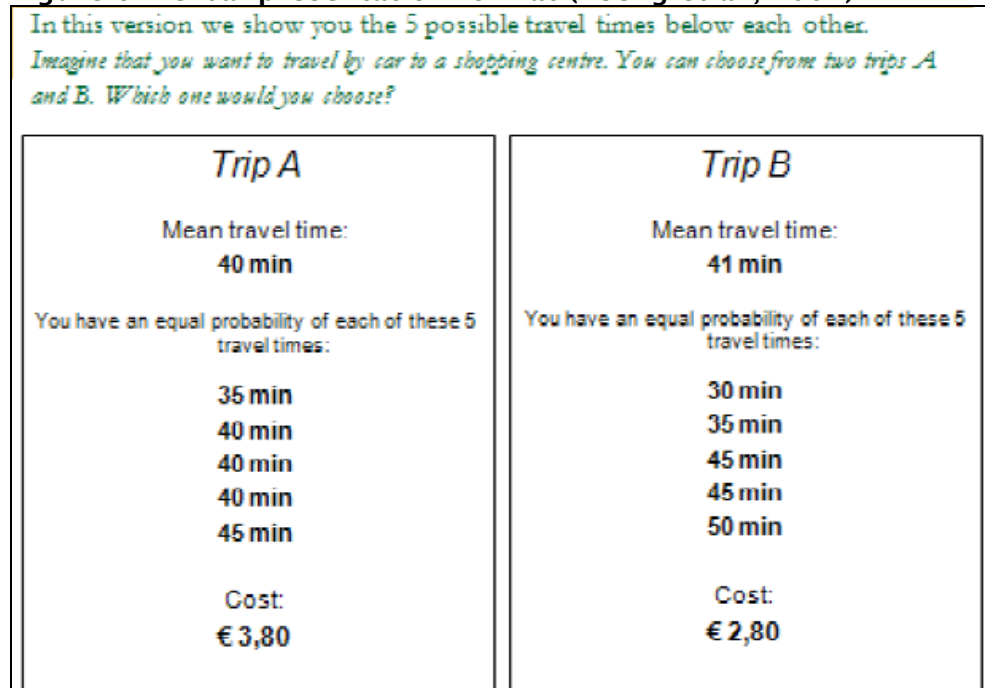 In this version we show you the 5 possible travel times below each other.
Imagine that you want to travel by car to a shopping centre. You can choose from two trips A
and B. Which one would you choose?
Trip A
Mean travel time:
40 min
You have an equal probability of each of these 5
travel times:
35 min
40 min
40 min
40 min
45 min
Cost:
€ 3,80
Trip B
Mean travel time:
41 min
You have an equal probability of each of these 5
travel times:
30 min
35 min
45 min
45 min
50 min
Cost:
€ 2,80